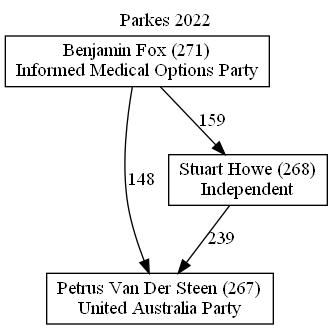 Parkes 2022
Benjamin Fox (271)
Informed Medical Options Party
159
Stuart Howe (268)
Independent
148
239
Petrus Van Der Steen (267)
United Australia Party